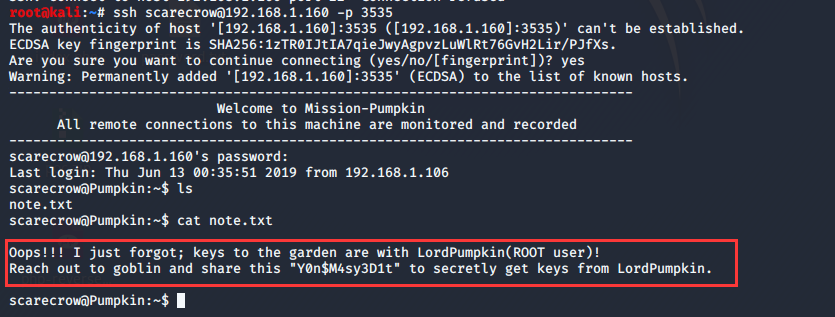 root@kali:~# ssh scarecrow@192.168.1.160 -p 3535
The authenticity of host '[192.168.1.160]:3535 ([192.168.1.160]:3535)' can't be established.
ECDSA key fingerprint is SHA256:1zTR0IJtIA7qieJwyAgpvzLuWlRt76GvH2Lir/PJfXs.
Are you sure you want to continue connecting (yes/no/[fingerprint])? yes
Warning: Permanently added '[192.168.1.160]:3535' (ECDSA) to the list of known hosts.
------------------------------------------------------------------------------
Welcome to Mission-Pumpkin
All remote connections to this machine are monitored and recorded
------------------------------------------------------------------------------
scarecrow@192.168.1.160's password:
Last login: Thu Jun 13 00:35:51 2019 from 192.168.1.106
scarecrow@Pumpkin:~$ ls
note.txt
scarecrow@Pumpkin:~$ cat note.txt
Oops!!! I just forgot; keys to the garden are with LordPumpkin(ROOT user)!
Reach out to goblin and share this "Y0n$M4sy3D1t" to secretly get keys from LordPumpkin.
scarecrow@Pumpkin:~$